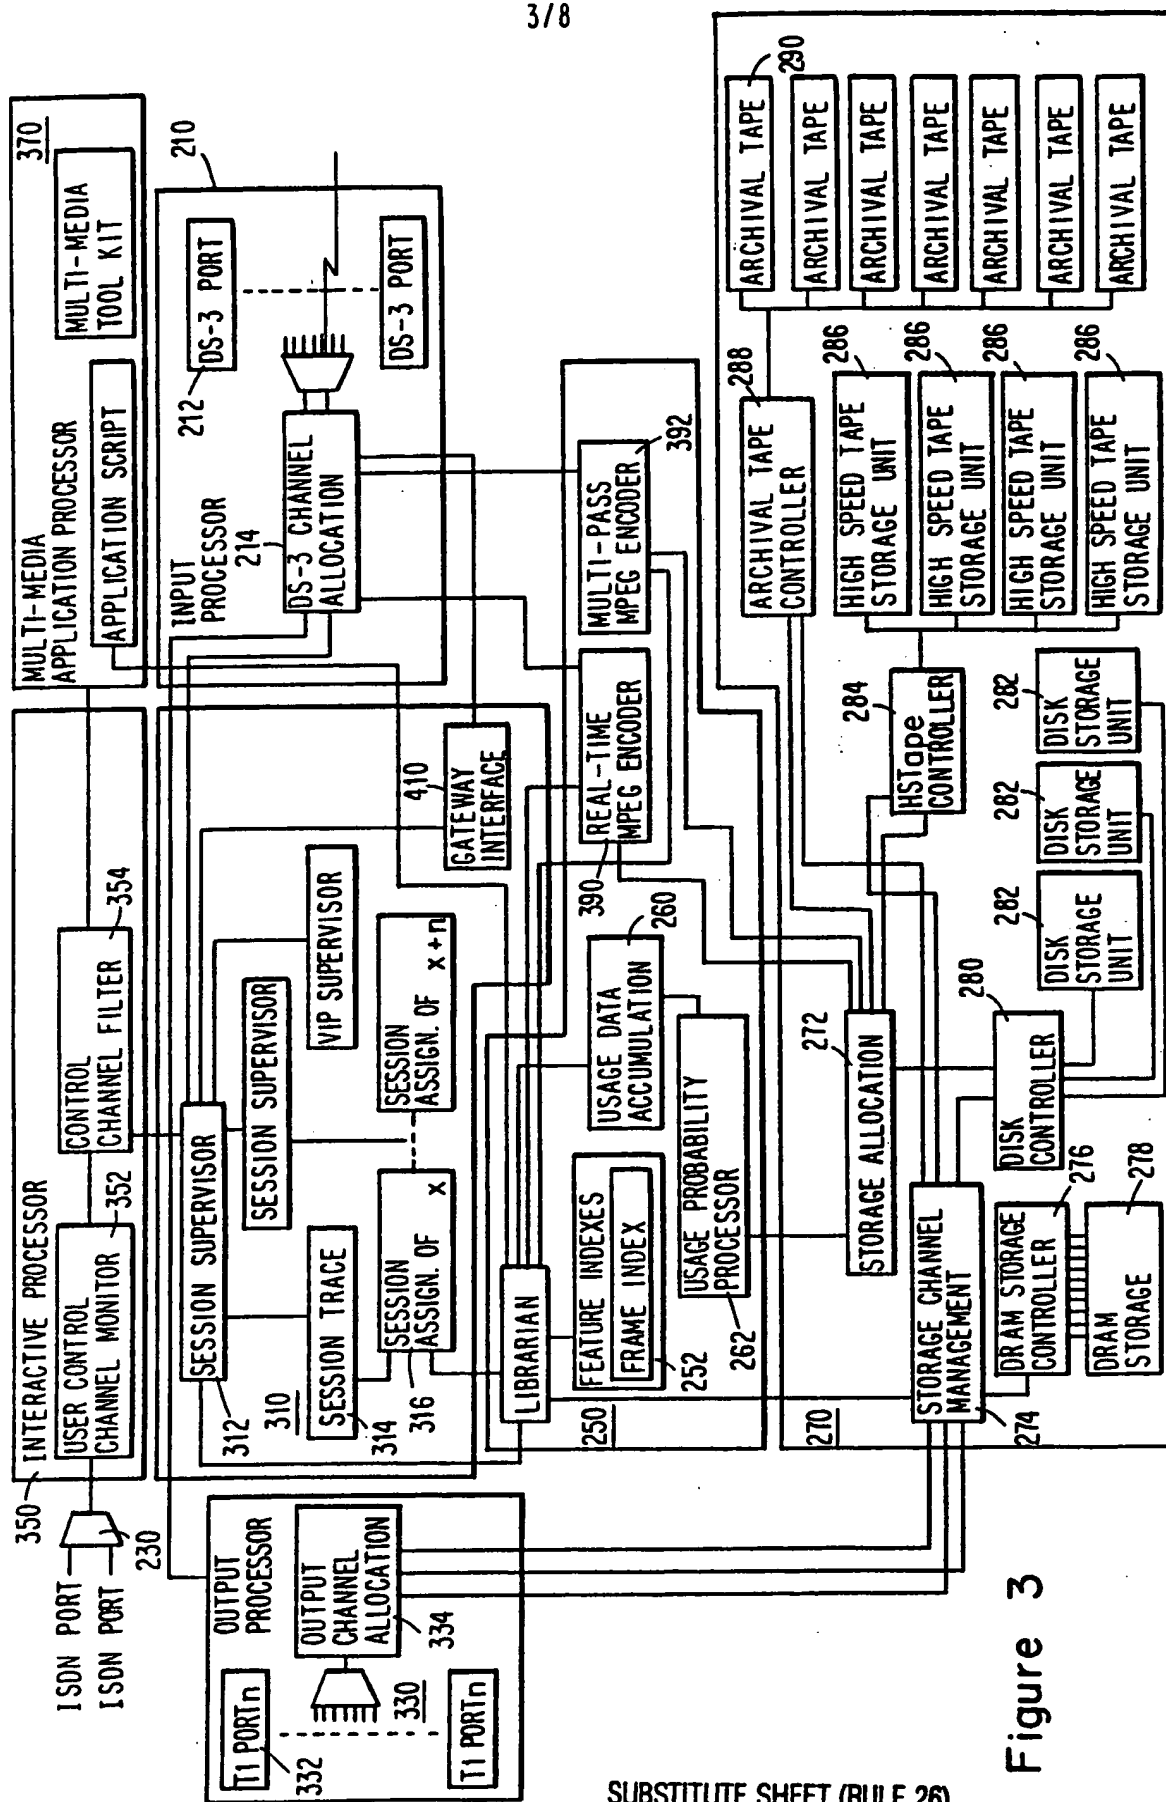 3/8
ISDN PORT
ISDN PORT
230
350
INTERACTIVE PROCESSOR
USER CONTROL
CHANNEL MONITOR
352
CONTROL
CHANNEL FILTER
354
MULTI-MEDIA
APPLICATION PROCESSOR
370
APPLICATION SCRIPT
MULTI-MEDIA
TOOL KIT
OUTPUT
PROCESSOR
T1 PORTn
332
T1 PORTn
330
OUTPUT
CHANNEL
ALLOCATION
334
SESSION SUPERVISOR
312
310
SESSION SUPERVISOR
VIP SUPERVISOR
SESSION TRACE
314
SESSION
ASSIGN. OF
X
316
SESSION
ASSIGN. OF
X+n
410
GATEWAY
INTERFACE
INPUT
PROCESSOR
210
214
DS-3 CHANNEL
ALLOCATION
212
DS-3 PORT
DS-3 PORT
LIBRARIAN
250
FEATURE INDEXES
FRAME INDEX
252
USAGE DATA
ACCUMULATION
260
USAGE PROBABILITY
PROCESSOR
262
390
REAL-TIME
MPEG ENCODER
MULTI-PASS
MPEG ENCODER
392
270
STORAGE ALLOCATION
272
STORAGE CHANNEL
MANAGEMENT
274
DRAM STORAGE
CONTROLLER
276
DRAM
STORAGE
278
280
DISK
CONTROLLER
282
DISK
STORAGE
UNIT
282
DISK
STORAGE
UNIT
282
DISK
STORAGE
UNIT
284
HSTape
CONTROLLER
HIGH SPEED TAPE
STORAGE UNIT
286
HIGH SPEED TAPE
STORAGE UNIT
286
HIGH SPEED TAPE
STORAGE UNIT
286
HIGH SPEED TAPE
STORAGE UNIT
286
ARCHIVAL TAPE
CONTROLLER
288
ARCHIVAL TAPE
290
ARCHIVAL TAPE
ARCHIVAL TAPE
ARCHIVAL TAPE
ARCHIVAL TAPE
ARCHIVAL TAPE
ARCHIVAL TAPE
Figure 3
SUBSTITUTE SHEET (RULE 26)